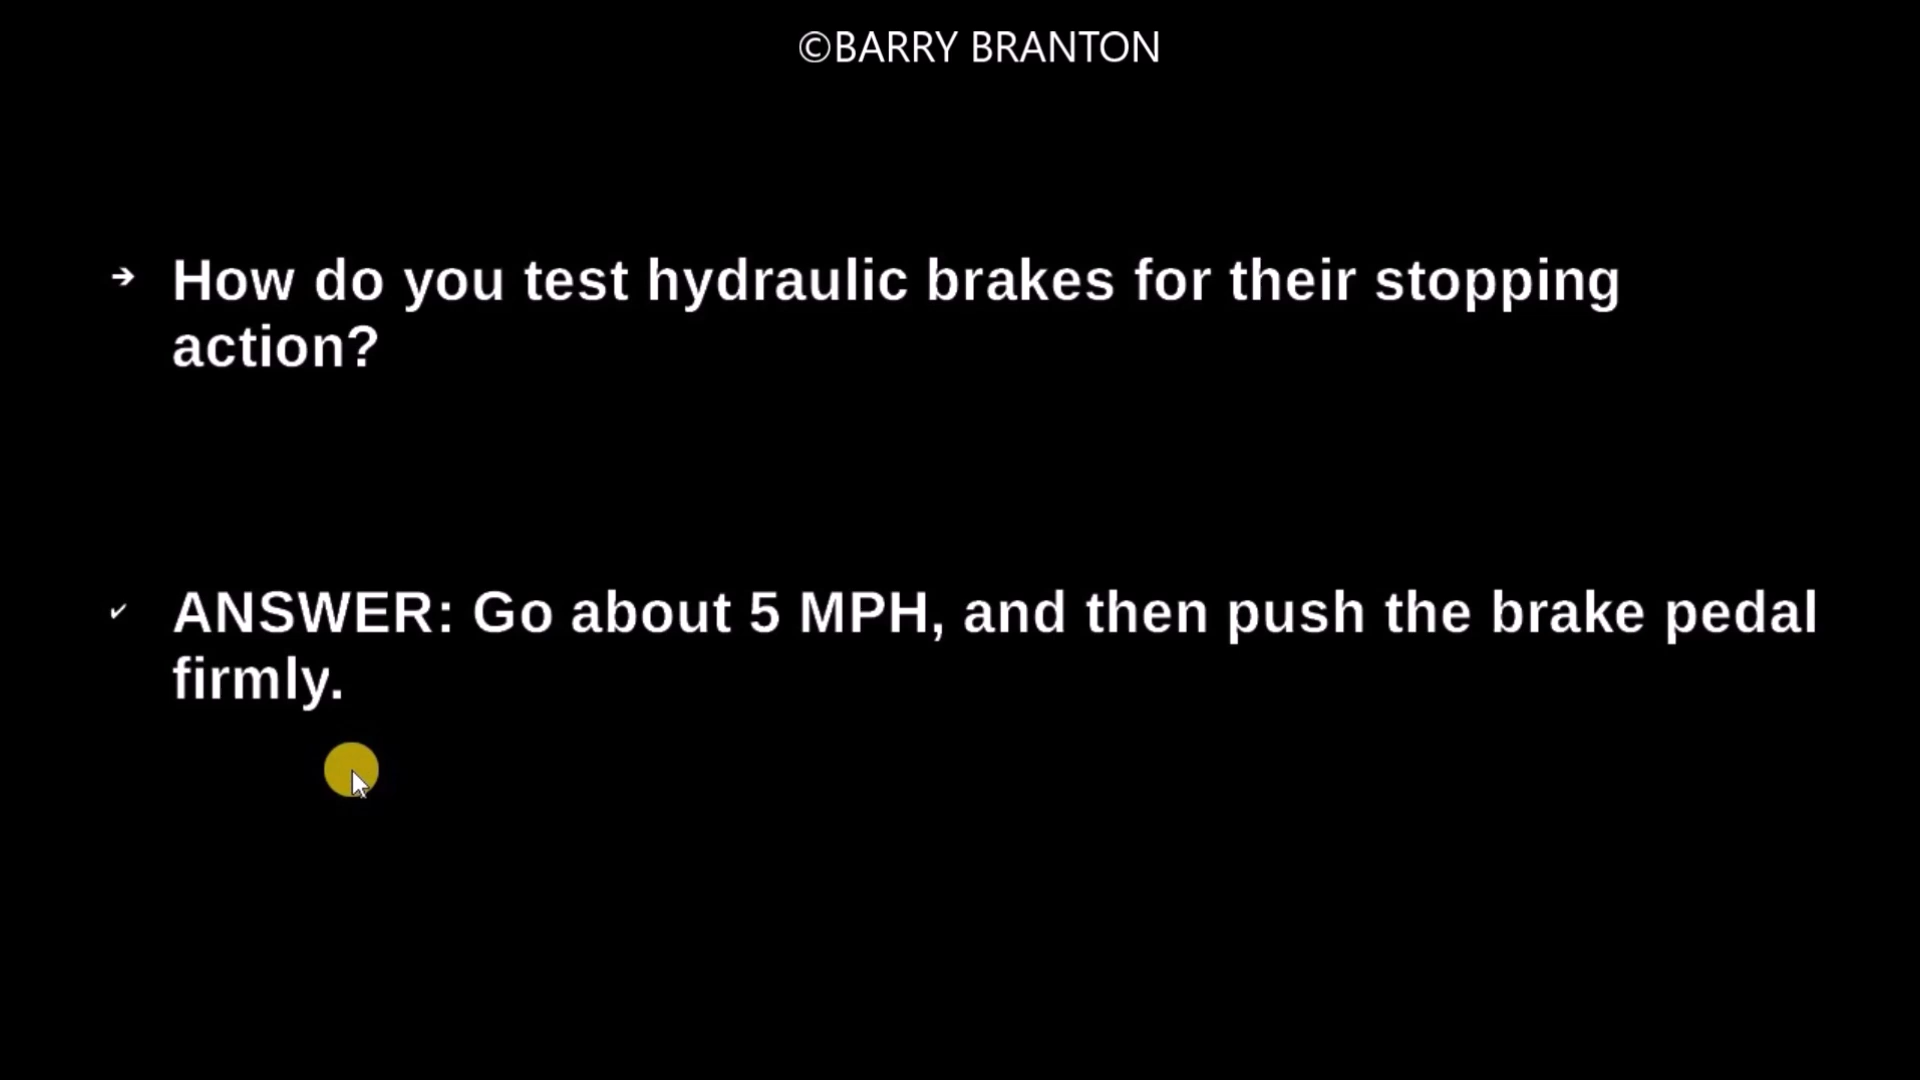 ©BARRY BRANTON
➔ How do you test hydraulic brakes for their stopping
action?
✓ ANSWER: Go about 5 MPH, and then push the brake pedal
firmly.